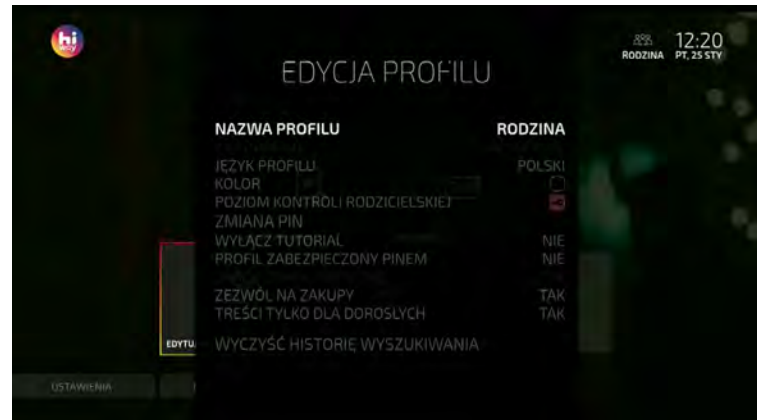 hi
RODZINA
12:20
PT, 25 STY
EDYCJA PROFILU
NAZWA PROFILU RODZINA
JĘZYK PROFILU POLSKI
KOLOR
POZIOM KONTROLI RODZICIELSKIEJ
ZMIANA PIN
WYŁĄCZ TUTORIAL NIE
PROFIL ZABEZPIECZONY PINEM NIE
ZEZWÓL NA ZAKUPY TAK
TREŚCI TYLKO DLA DOROSŁYCH TAK
EDYTU
WYCZYŚĆ HISTORIĘ WYSZUKIWANIA
USTAWIENIA